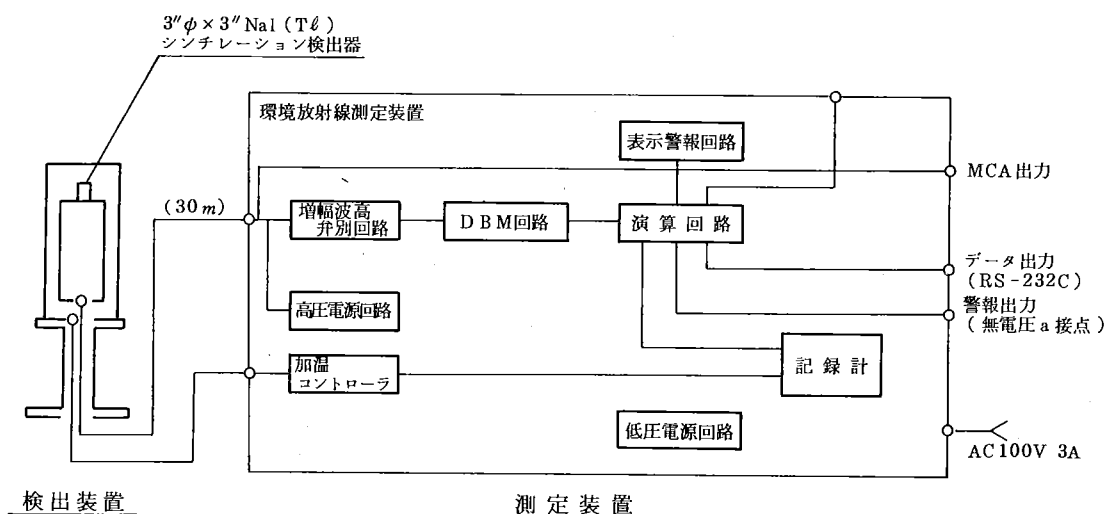 3″φ×3″NaI(Tℓ)
シンチレーション検出器
環境放射線測定装置
表示警報回路
MCA出力
(30m)
増幅波高
弁別回路
DBM回路
演算回路
データ出力
(RS-232C)
高圧電源回路
警報出力
(無電圧a接点)
加温
コントローラ
記録計
低圧電源回路
AC100V 3A
検出装置
測定装置